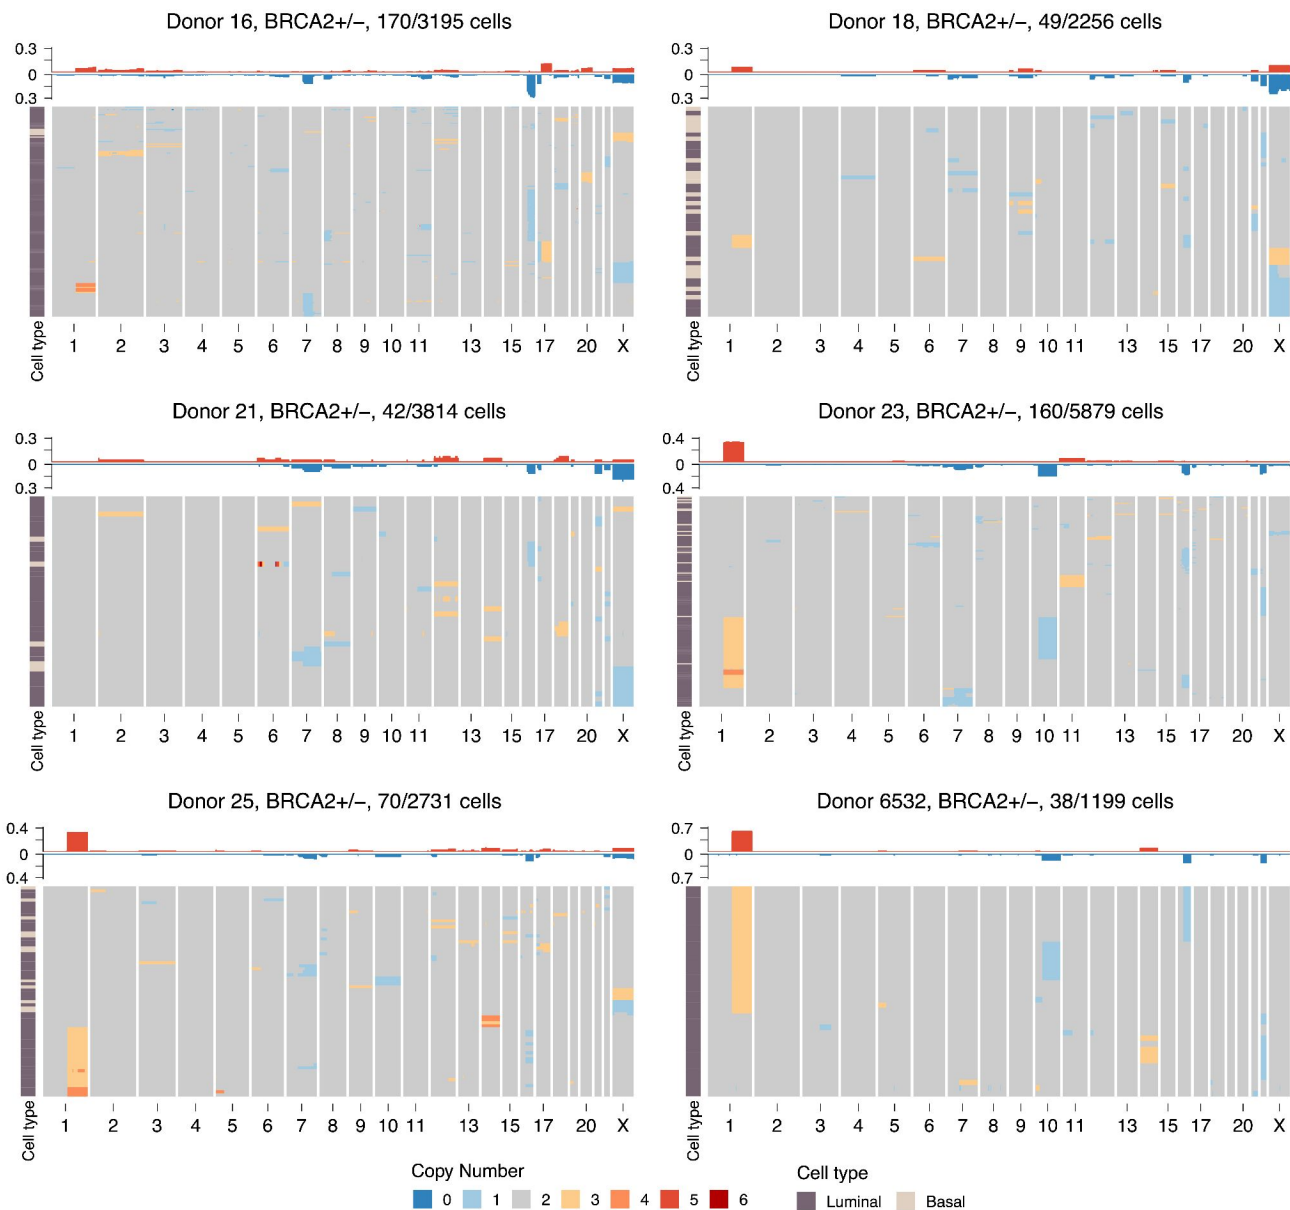 Donor 16, BRCA2+/−, 170/3195 cells
0.3
0
0.3
Cell type
1 2 3 4 5 6 7 8 9 10 11 13 15 17 20 X
Donor 18, BRCA2+/−, 49/2256 cells
0.3
0
0.3
Cell type
1 2 3 4 5 6 7 8 9 10 11 13 15 17 20 X
Donor 21, BRCA2+/−, 42/3814 cells
0.3
0
0.3
Cell type
1 2 3 4 5 6 7 8 9 10 11 13 15 17 20 X
Donor 23, BRCA2+/−, 160/5879 cells
0.4
0
0.4
Cell type
1 2 3 4 5 6 7 8 9 10 11 13 15 17 20 X
Donor 25, BRCA2+/−, 70/2731 cells
0.4
0
0.4
Cell type
1 2 3 4 5 6 7 8 9 10 11 13 15 17 20 X
Donor 6532, BRCA2+/−, 38/1199 cells
0.7
0
0.7
Cell type
1 2 3 4 5 6 7 8 9 10 11 13 15 17 20 X
Copy Number
0 1 2 3 4 5 6
Cell type
Luminal Basal